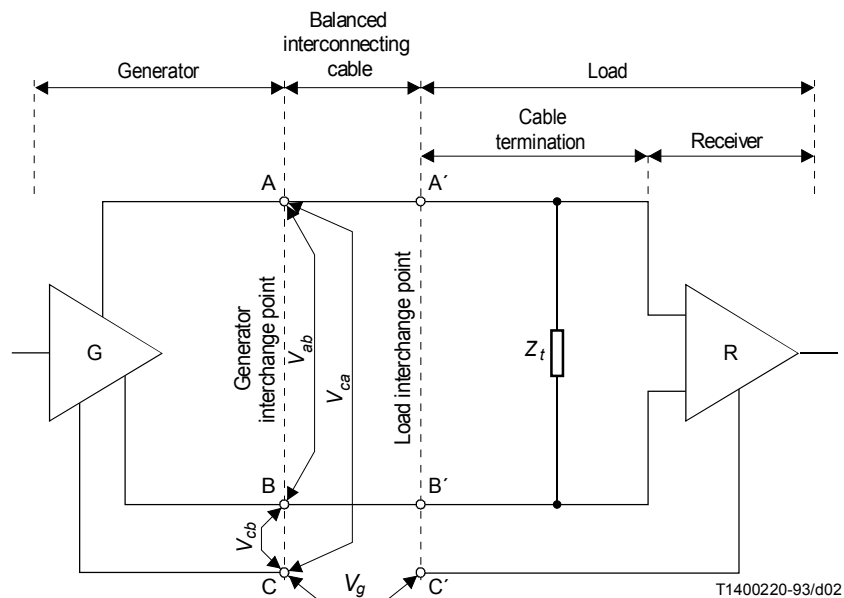 Balanced
interconnecting
cable
Generator
Load
Cable
termination
Receiver
A
A´
Generator
interchange point
V_ab
V_ca
Load interchange point
G
Z_t
R
B
B´
V_cb
C
V_g
C´
T1400220-93/d02